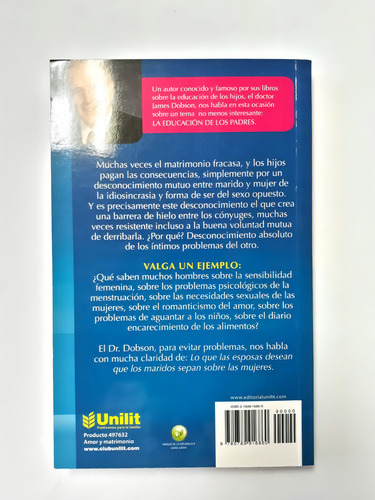 Un autor conocido y famoso por sus libros
sobre la educación de los hijos, el doctor
James Dobson, nos habla en esta ocasión
sobre un tema no menos interesante:
LA EDUCACIÓN DE LOS PADRES.
Muchas veces el matrimonio fracasa, y los hijos
pagan las consecuencias, simplemente por un
desconocimiento mutuo entre marido y mujer de
la idiosincrasia y forma de ser del sexo opuesto.
Y es precisamente este desconocimiento el que crea
una barrera de hielo entre los cónyuges, muchas
veces resistente incluso a la buena voluntad mutua
de derribarla. ¿Por qué? Desconocimiento absoluto
de los íntimos problemas del otro.
VALGA UN EJEMPLO:
¿Qué saben muchos hombres sobre la sensibilidad
femenina, sobre los problemas psicológicos de la
menstruación, sobre las necesidades sexuales de las
mujeres, sobre el romanticismo del amor, sobre los
problemas de aguantar a los niños, sobre el diario
encarecimiento de los alimentos?
El Dr. Dobson, para evitar problemas, nos habla
con mucha claridad de: Lo que las esposas desean
que los maridos sepan sobre las mujeres.
www.editorialunilit.com
90000
Unilit
Publicamos para la familia
Producto 497632
Amor y matrimonio
www.clubunilit.com
9 780789 916600